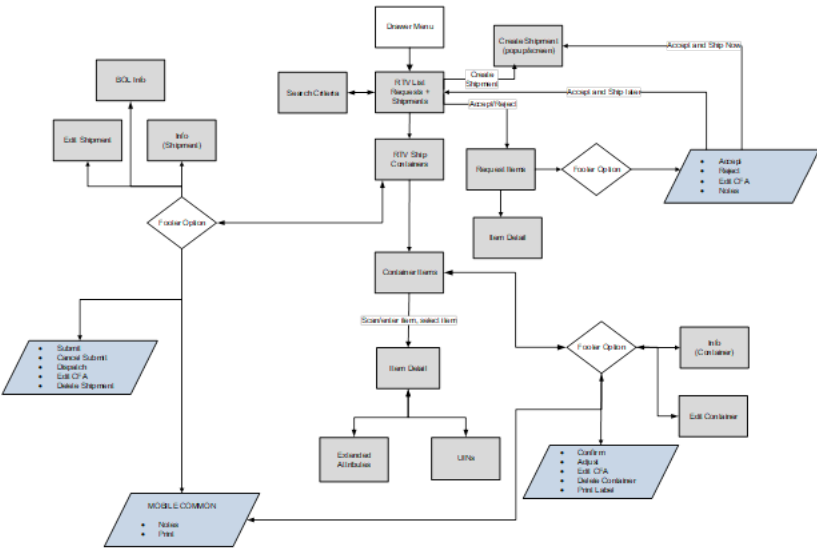 Drawer Menu
Create Shipment
(popup/screen)
Accept and Ship Now
BOL Info
Search Criteria
RTV List
Requests +
Shipments
Create
Shipment
Accept and Ship later
Accept/Reject
Edit Shipment
Info
(Shipment)
RTV Ship
Containers
Request Items
Footer Option
• Accept
• Reject
• Edit CFA
• Notes
Footer Option
Item Detail
Container Items
Scan/enter item, select item
• Submit
• Cancel Submit
• Dispatch
• Edit CFA
• Delete Shipment
Item Detail
Footer Option
Info
(Container)
Edit Container
Extended
Attributes
UINs
• Confirm
• Adjust
• Edit CFA
• Delete Container
• Print Label
MOBILE COMMON
• Notes
• Print